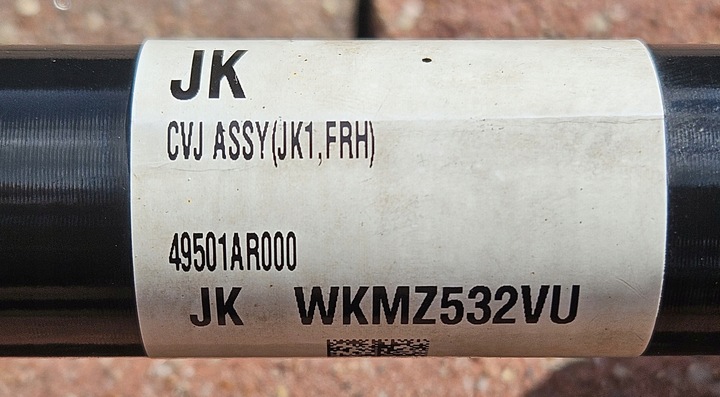 JK
CVJ ASSY(JK1,FRH)
49501AR000
JK WKMZ532VU